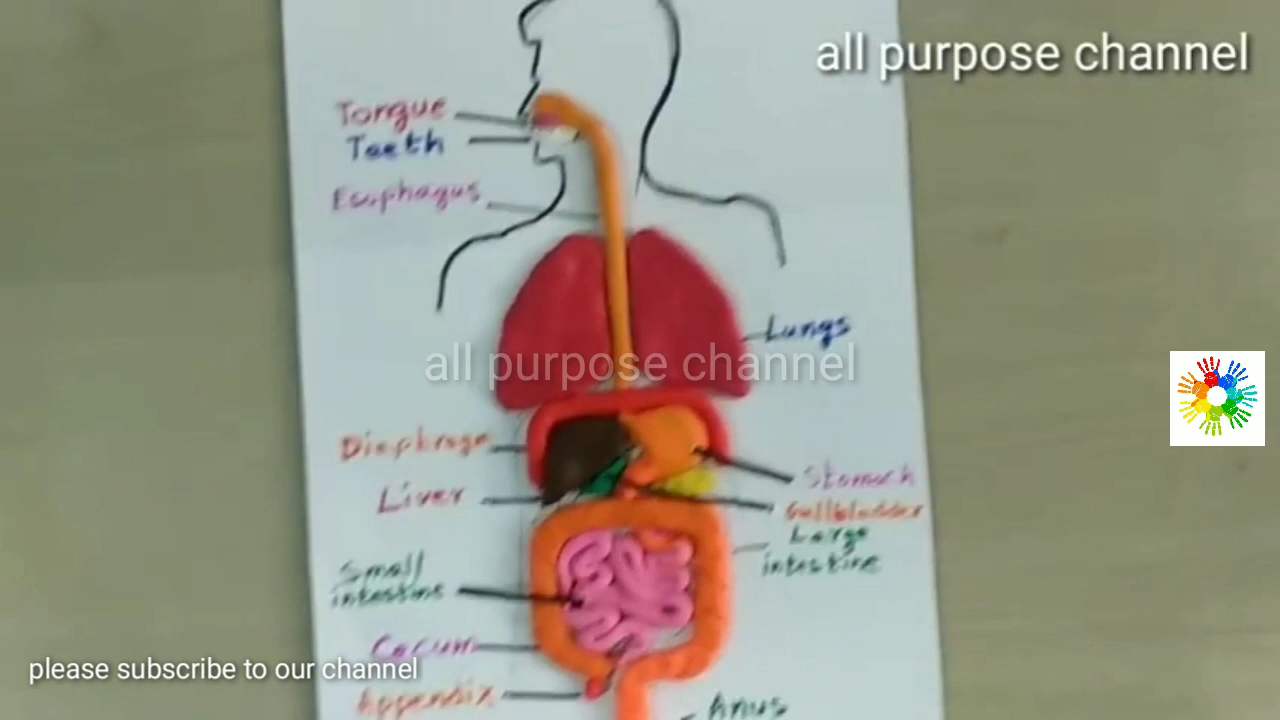 all purpose channel
Tongue
Teeth
Esophagus
Lungs
all purpose channel
Diaphrage
Liver
Stomach
Gallbladder
Large
intestine
Small
intestine
Cecum
please subscribe to our channel
Appendix
Anus